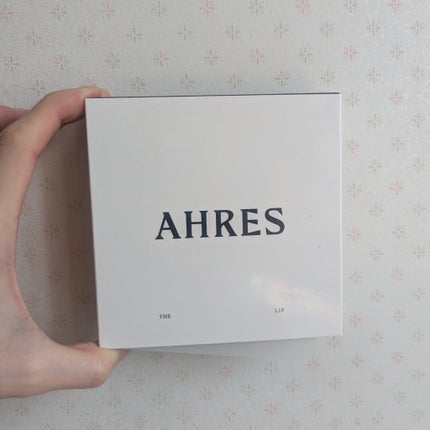 AHRES
THE LIP